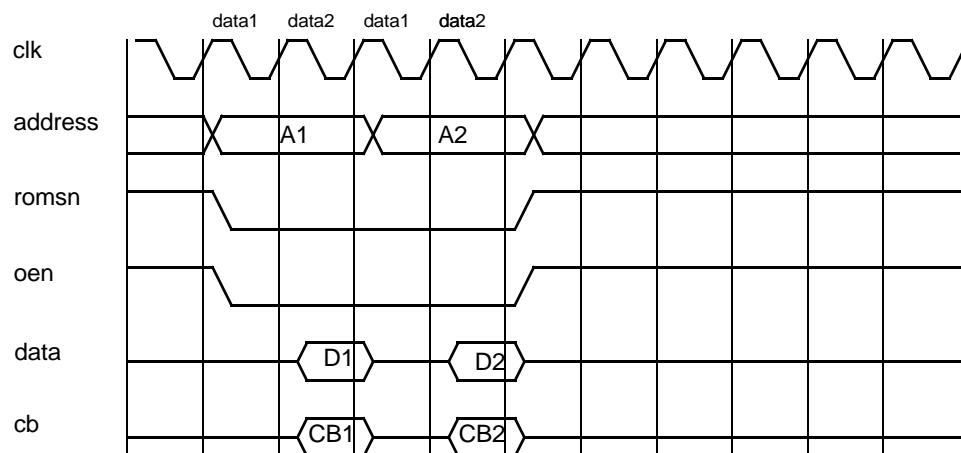 data1 data2 data1 data2
clk
address A1 A2
romsn
oen
data D1 D2
cb CB1 CB2